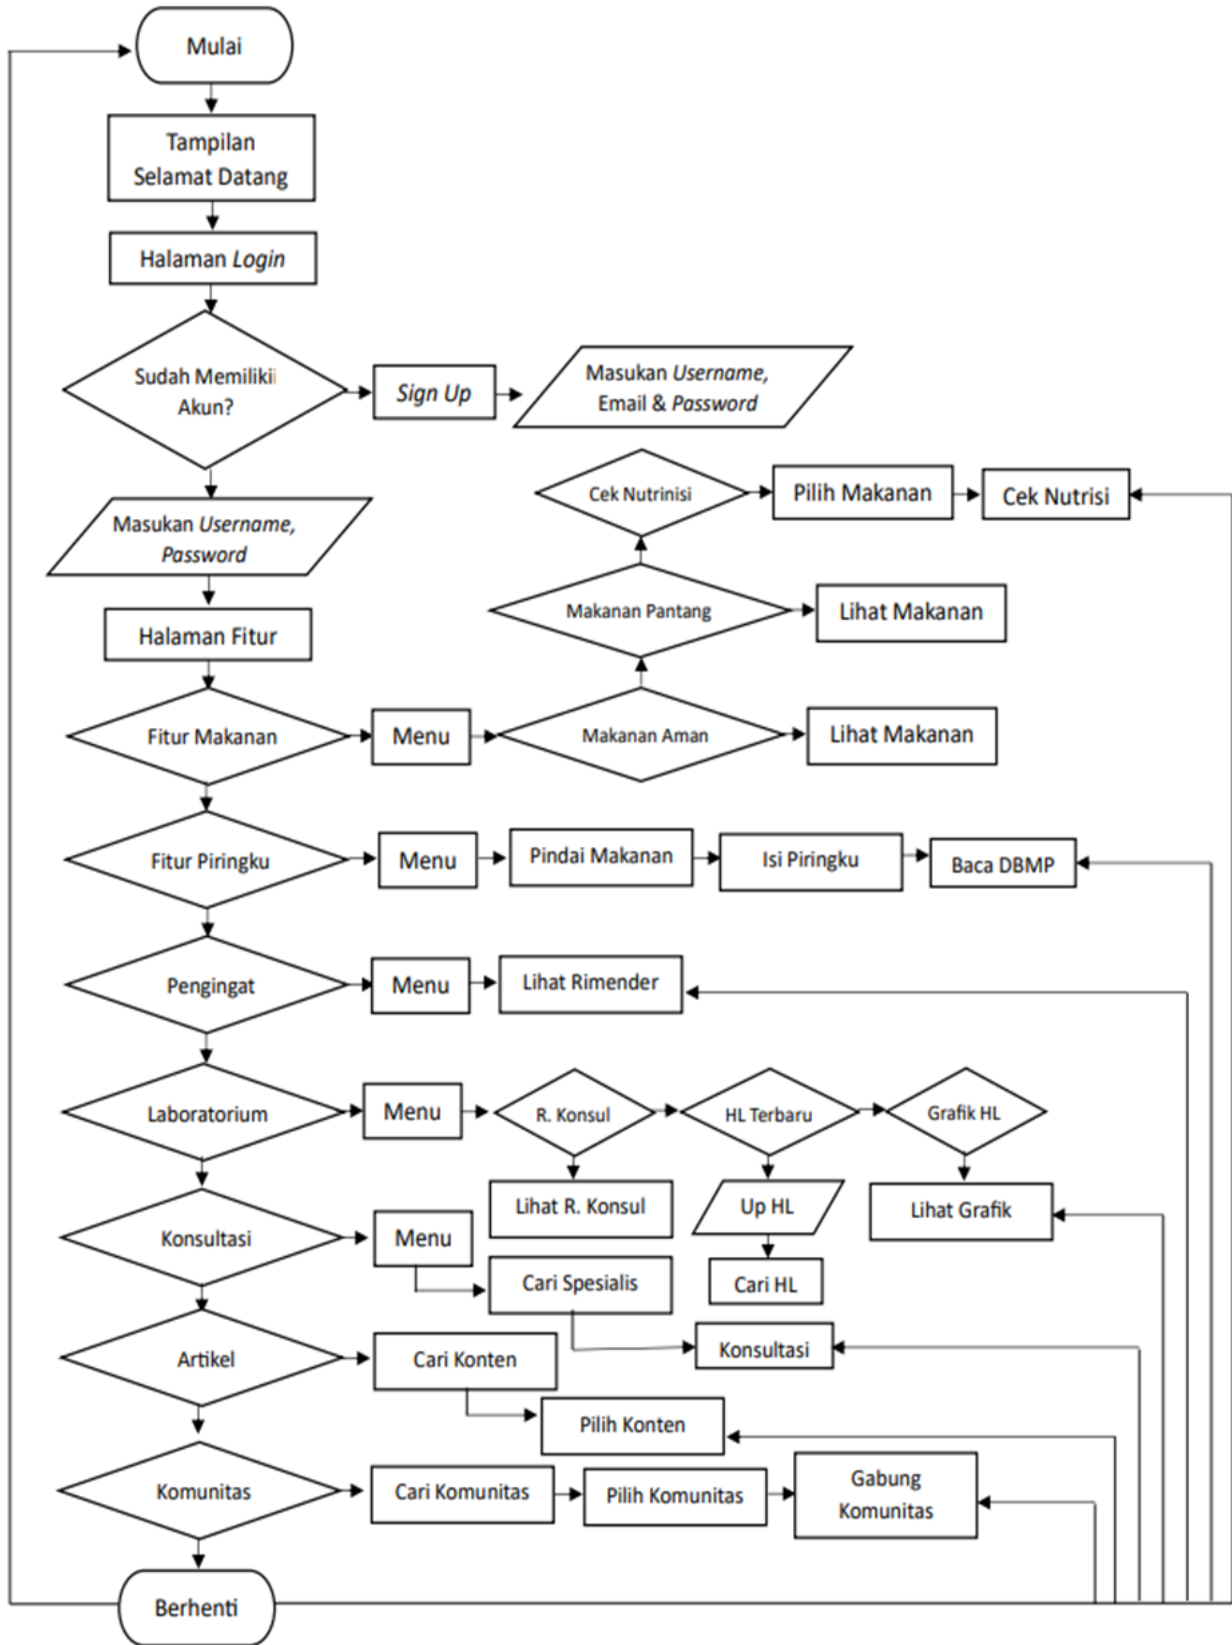 Mulai
Tampilan
Selamat Datang
Halaman Login
Sudah Memilikii
Akun?
Sign Up
Masukan Username,
Email & Password
Masukan Username,
Password
Halaman Fitur
Cek Nutrinisi
Pilih Makanan
Cek Nutrisi
Makanan Pantang
Lihat Makanan
Fitur Makanan
Menu
Makanan Aman
Lihat Makanan
Fitur Piringku
Menu
Pindai Makanan
Isi Piringku
Baca DBMP
Pengingat
Menu
Lihat Rimender
Laboratorium
Menu
R. Konsul
HL Terbaru
Grafik HL
Lihat R. Konsul
Up HL
Lihat Grafik
Cari HL
Konsultasi
Menu
Cari Spesialis
Konsultasi
Artikel
Cari Konten
Pilih Konten
Komunitas
Cari Komunitas
Pilih Komunitas
Gabung
Komunitas
Berhenti